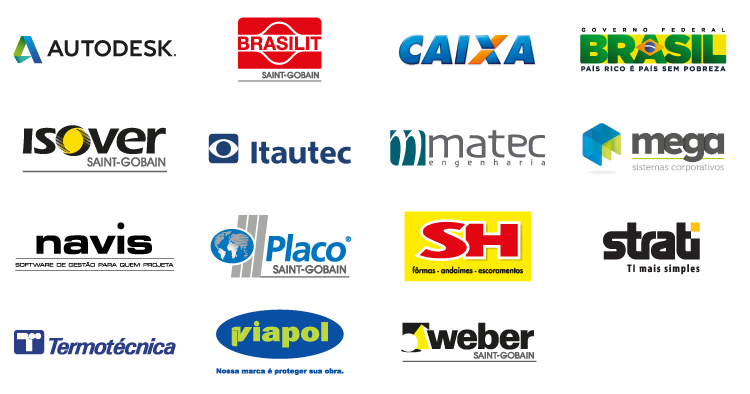 AUTODESK.
BRASILIT
SAINT-GOBAIN
CAIXA
GOVERNO FEDERAL
BRASIL
PAÍS RICO É PAÍS SEM POBREZA
ISOVER
SAINT-GOBAIN
Itautec
matec
engenharia
mega
sistemas corporativos
navis
SOFTWARE DE GESTÃO PARA QUEM PROJETA
Placo®
SAINT-GOBAIN
SH
fôrmas - andaimes - escoramentos
strati
TI mais simples
Termotécnica
viapol
Nossa marca é proteger sua obra.
weber
SAINT-GOBAIN